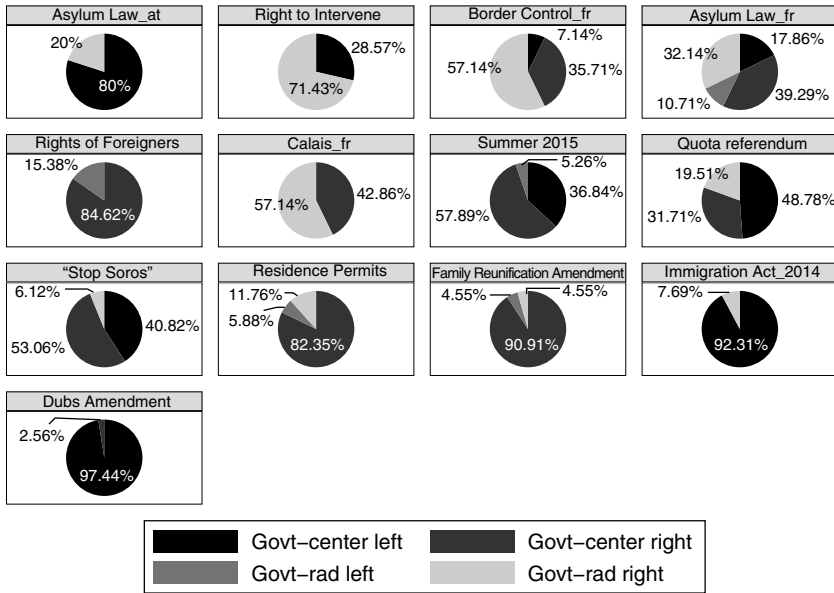 Asylum Law_at
20%
80%
Right to Intervene
28.57%
71.43%
Border Control_fr
7.14%
57.14%
35.71%
Asylum Law_fr
32.14%
17.86%
10.71%
39.29%
Rights of Foreigners
15.38%
84.62%
Calais_fr
57.14%
42.86%
Summer 2015
5.26%
36.84%
57.89%
Quota referendum
19.51%
48.78%
31.71%
“Stop Soros”
6.12%
40.82%
53.06%
Residence Permits
11.76%
5.88%
82.35%
Family Reunification Amendment
4.55%
4.55%
90.91%
Immigration Act_2014
7.69%
92.31%
Dubs Amendment
2.56%
97.44%
Govt−center left
Govt−center right
Govt−rad left
Govt−rad right